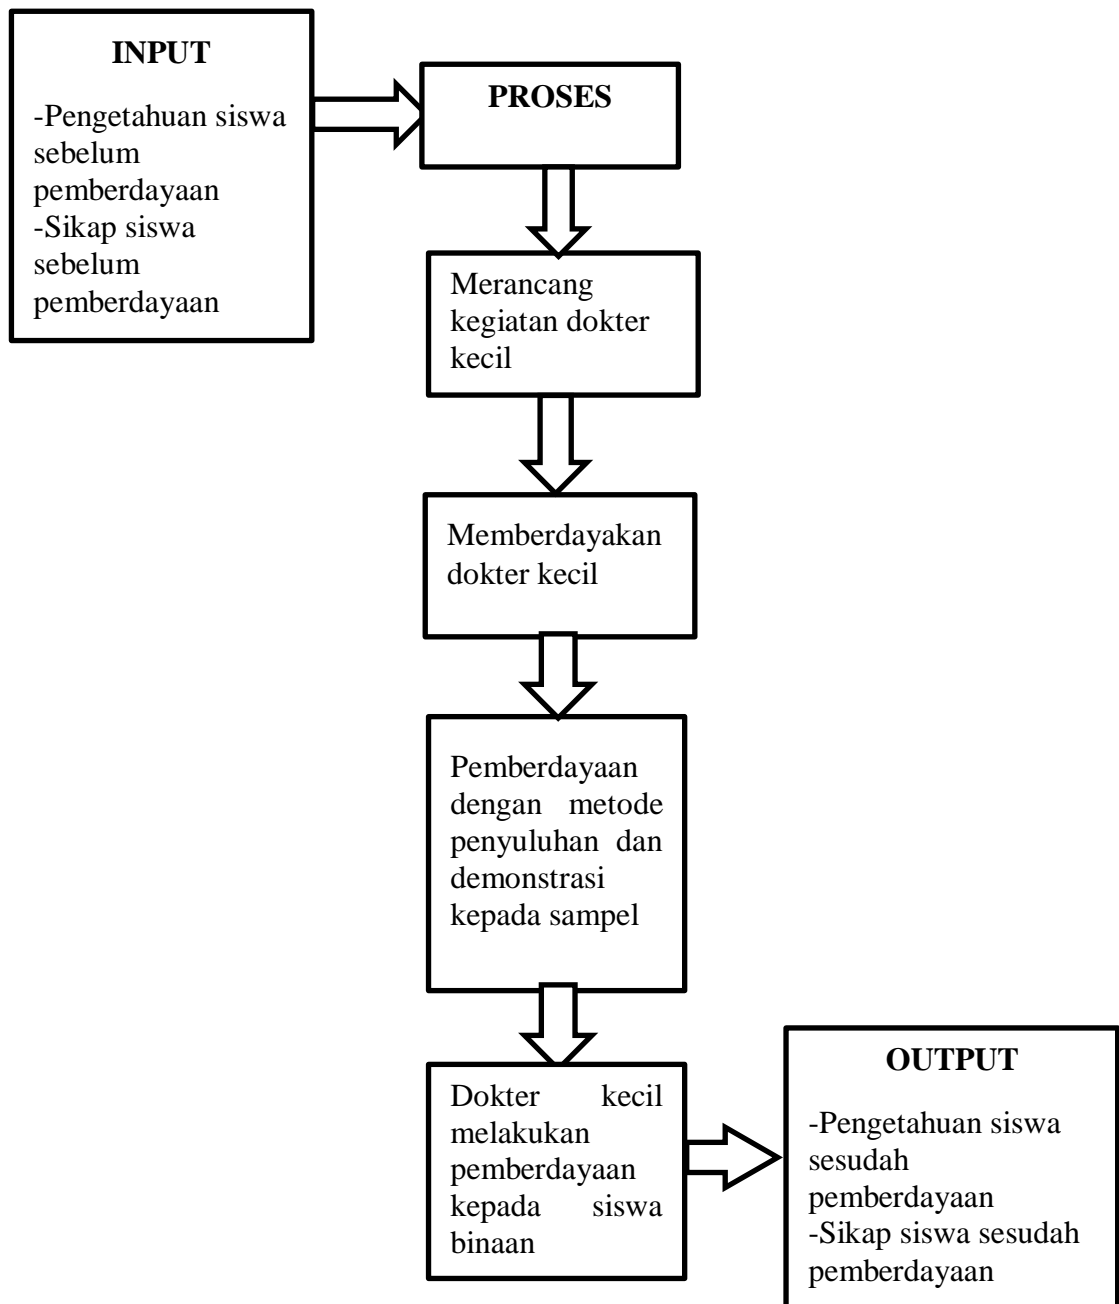 INPUT
-Pengetahuan siswa
sebelum
pemberdayaan
-Sikap siswa
sebelum
pemberdayaan
PROSES
Merancang
kegiatan dokter
kecil
Memberdayakan
dokter kecil
Pemberdayaan
dengan metode
penyuluhan dan
demonstrasi
kepada sampel
Dokter kecil
melakukan
pemberdayaan
kepada siswa
binaan
OUTPUT
-Pengetahuan siswa
sesudah
pemberdayaan
-Sikap siswa sesudah
pemberdayaan